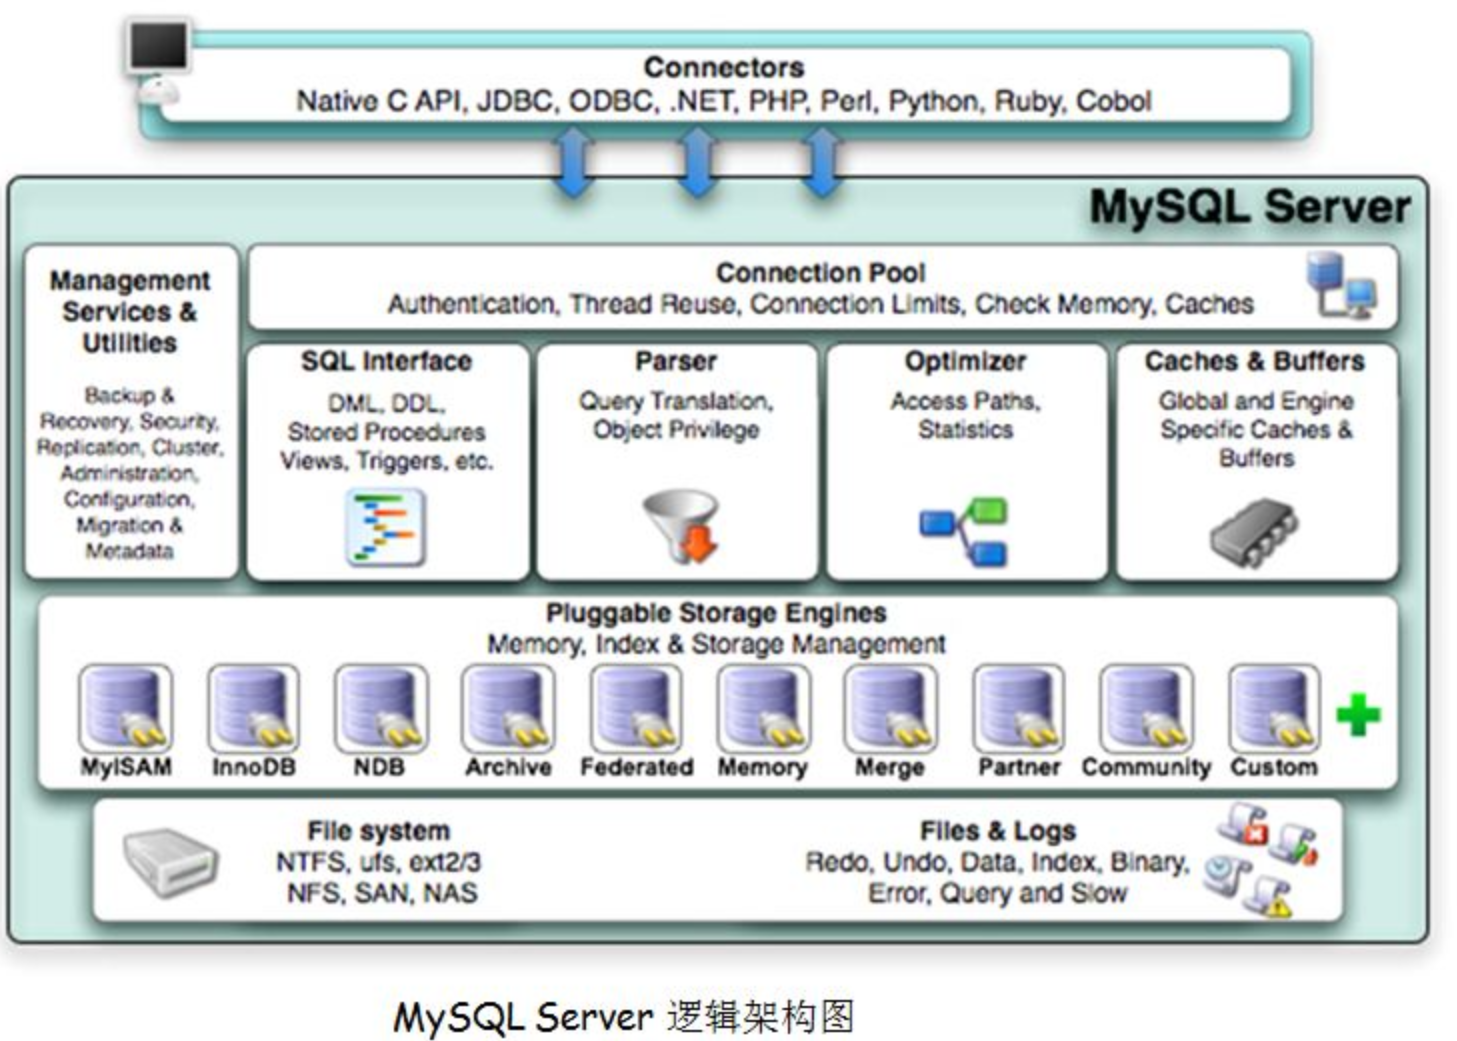 Connectors
Native C API, JDBC, ODBC, .NET, PHP, Perl, Python, Ruby, Cobol
MySQL Server
Management
Services &
Utilities
Backup &
Recovery, Security,
Replication, Cluster,
Administration,
Configuration,
Migration &
Metadata
Connection Pool
Authentication, Thread Reuse, Connection Limits, Check Memory, Caches
SQL Interface
DML, DDL,
Stored Procedures
Views, Triggers, etc.
Parser
Query Translation,
Object Privilege
Optimizer
Access Paths,
Statistics
Caches & Buffers
Global and Engine
Specific Caches &
Buffers
Pluggable Storage Engines
Memory, Index & Storage Management
MyISAM
InnoDB
NDB
Archive
Federated
Memory
Merge
Partner
Community
Custom
File system
NTFS, ufs, ext2/3
NFS, SAN, NAS
Files & Logs
Redo, Undo, Data, Index, Binary,
Error, Query and Slow
MySQL Server 逻辑架构图